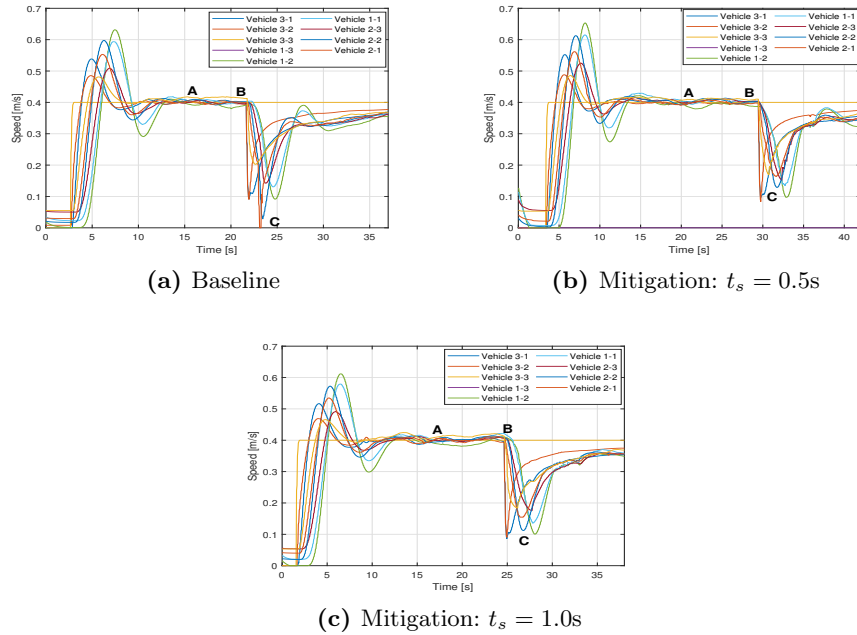 0.7
0.6
0.5
0.4
0.3
0.2
0.1
0
Speed [m/s]
Vehicle 3-1 Vehicle 1-1
Vehicle 3-2 Vehicle 2-3
Vehicle 3-3 Vehicle 2-2
Vehicle 1-3 Vehicle 2-1
Vehicle 1-2
A B
C
0 5 10 15 20 25 30 35
Time [s]
(a) Baseline
0.7
0.6
0.5
0.4
0.3
0.2
0.1
0
Speed [m/s]
Vehicle 3-1 Vehicle 1-1
Vehicle 3-2 Vehicle 2-3
Vehicle 3-3 Vehicle 2-2
Vehicle 1-3 Vehicle 2-1
Vehicle 1-2
A B
C
0 5 10 15 20 25 30 35 40
Time [s]
(b) Mitigation: t_s = 0.5s
0.7
0.6
0.5
0.4
0.3
0.2
0.1
0
Speed [m/s]
Vehicle 3-1 Vehicle 1-1
Vehicle 3-2 Vehicle 2-3
Vehicle 3-3 Vehicle 2-2
Vehicle 1-3 Vehicle 2-1
Vehicle 1-2
A B
C
0 5 10 15 20 25 30 35
Time [s]
(c) Mitigation: t_s = 1.0s